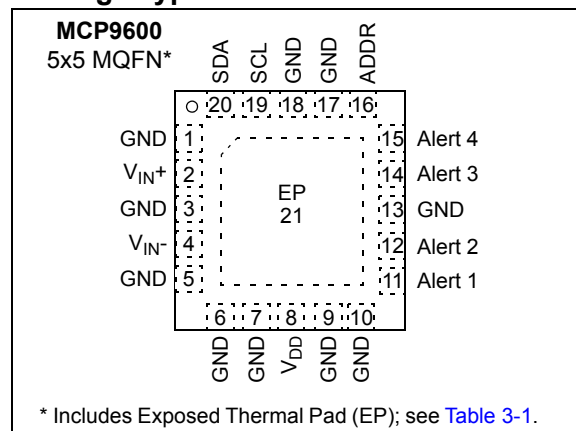 MCP9600
5x5 MQFN*
SDA
SCL
GND
GND
ADDR
20 19 18 17 16
GND 1
VIN+ 2
GND 3
VIN- 4
GND 5
EP
21
15 Alert 4
14 Alert 3
13 GND
12 Alert 2
11 Alert 1
6 7 8 9 10
GND
GND
VDD
GND
GND
* Includes Exposed Thermal Pad (EP); see Table 3-1.